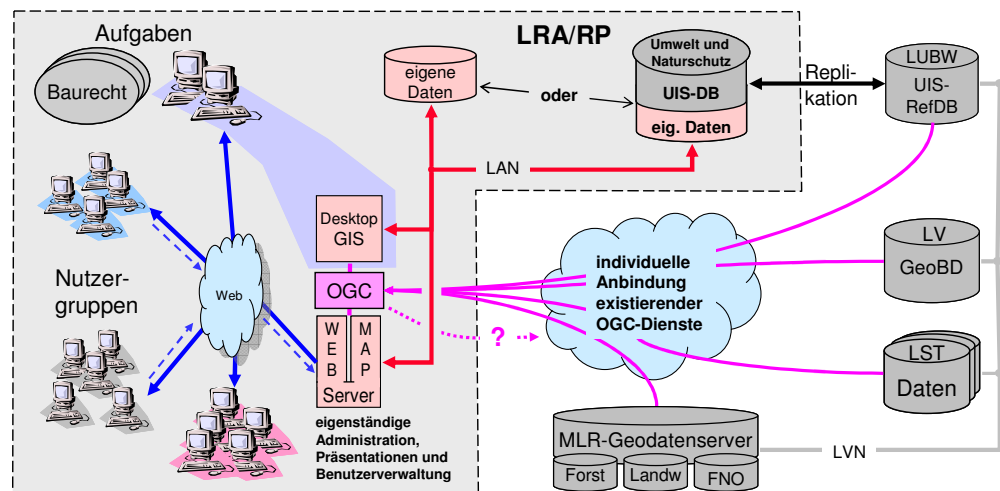 Aufgaben
Baurecht
LRA/RP
eigene
Daten
oder
Umwelt und
Naturschutz
UIS-DB
eig. Daten
Repli-
kation
LUBW
UIS-
RefDB
LAN
Desktop
GIS
OGC
Nutzer-
gruppen
Web
WEB
MAP
Server
eigenständige
Administration,
Präsentationen und
Benutzerverwaltung
?
individuelle
Anbindung
existierender
OGC-Dienste
LV
GeoBD
LST
Daten
MLR-Geodatenserver
Forst
Landw
FNO
LVN